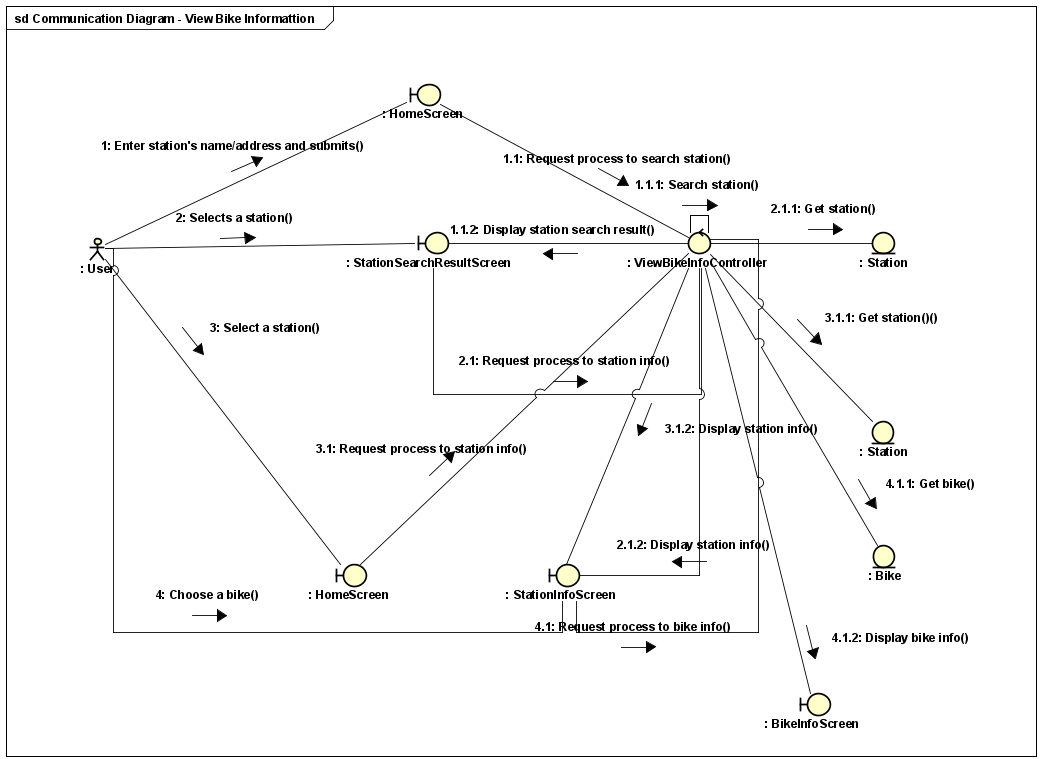 sd Communication Diagram - View Bike Informattion
: HomeScreen
1: Enter station's name/address and submits()
1.1: Request process to search station()
1.1.1: Search station()
2.1.1: Get station()
2: Selects a station()
1.1.2: Display station search result()
: User
: StationSearchResultScreen
: ViewBikeInfoController
: Station
3.1.1: Get station()()
3: Select a station()
2.1: Request process to station info()
3.1.2: Display station info()
3.1: Request process to station info()
: Station
4.1.1: Get bike()
2.1.2: Display station info()
: Bike
4: Choose a bike()
: HomeScreen
: StationInfoScreen
4.1: Request process to bike info()
4.1.2: Display bike info()
: BikeInfoScreen